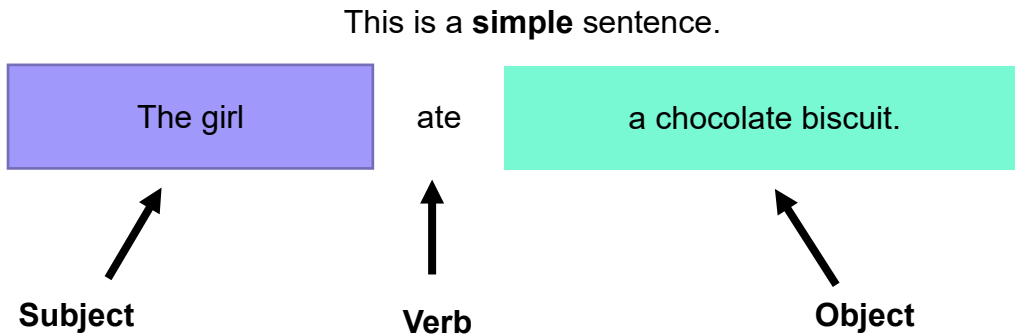 This is a simple sentence.
The girl ate a chocolate biscuit.
Subject Verb Object